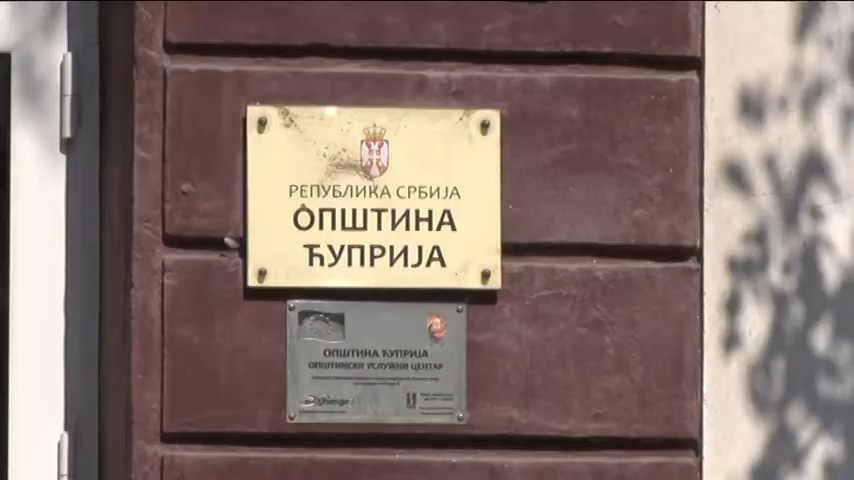 РЕПУБЛИКА СРБИЈА
ОПШТИНА
ЋУПРИЈА
ОПШТИНА ЋУПРИЈА
ОПШТИНСКИ УСЛУЖНИ ЦЕНТАР